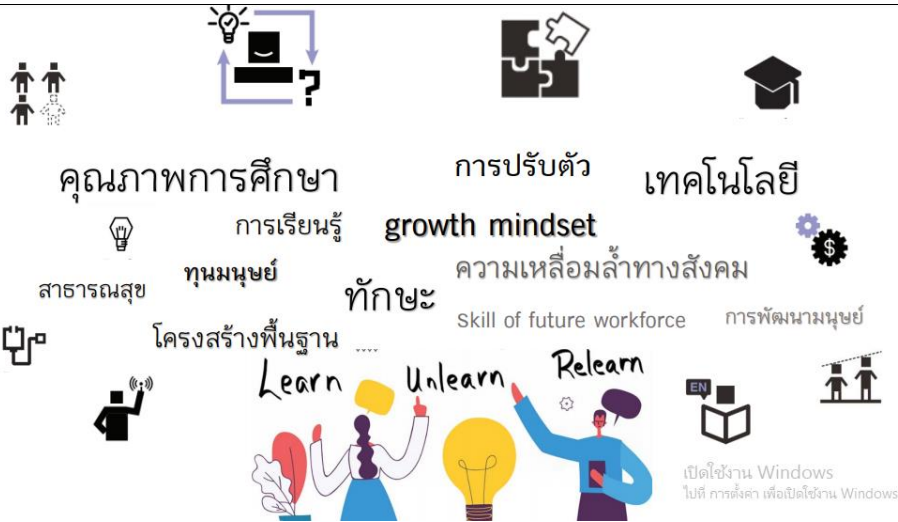 ?
คุณภาพการศึกษา
การปรับตัว
เทคโนโลยี
การเรียนรู้
growth mindset
$
สาธารณสุข
ทุนมนุษย์
ทักษะ
ความเหลื่อมล้ำทางสังคม
โครงสร้างพื้นฐาน
Skill of future workforce
การพัฒนามนุษย์
Learn
Unlearn
Relearn
EN
เปิดใช้งาน Windows
ไปที่ การตั้งค่า เพื่อเปิดใช้งาน Windows